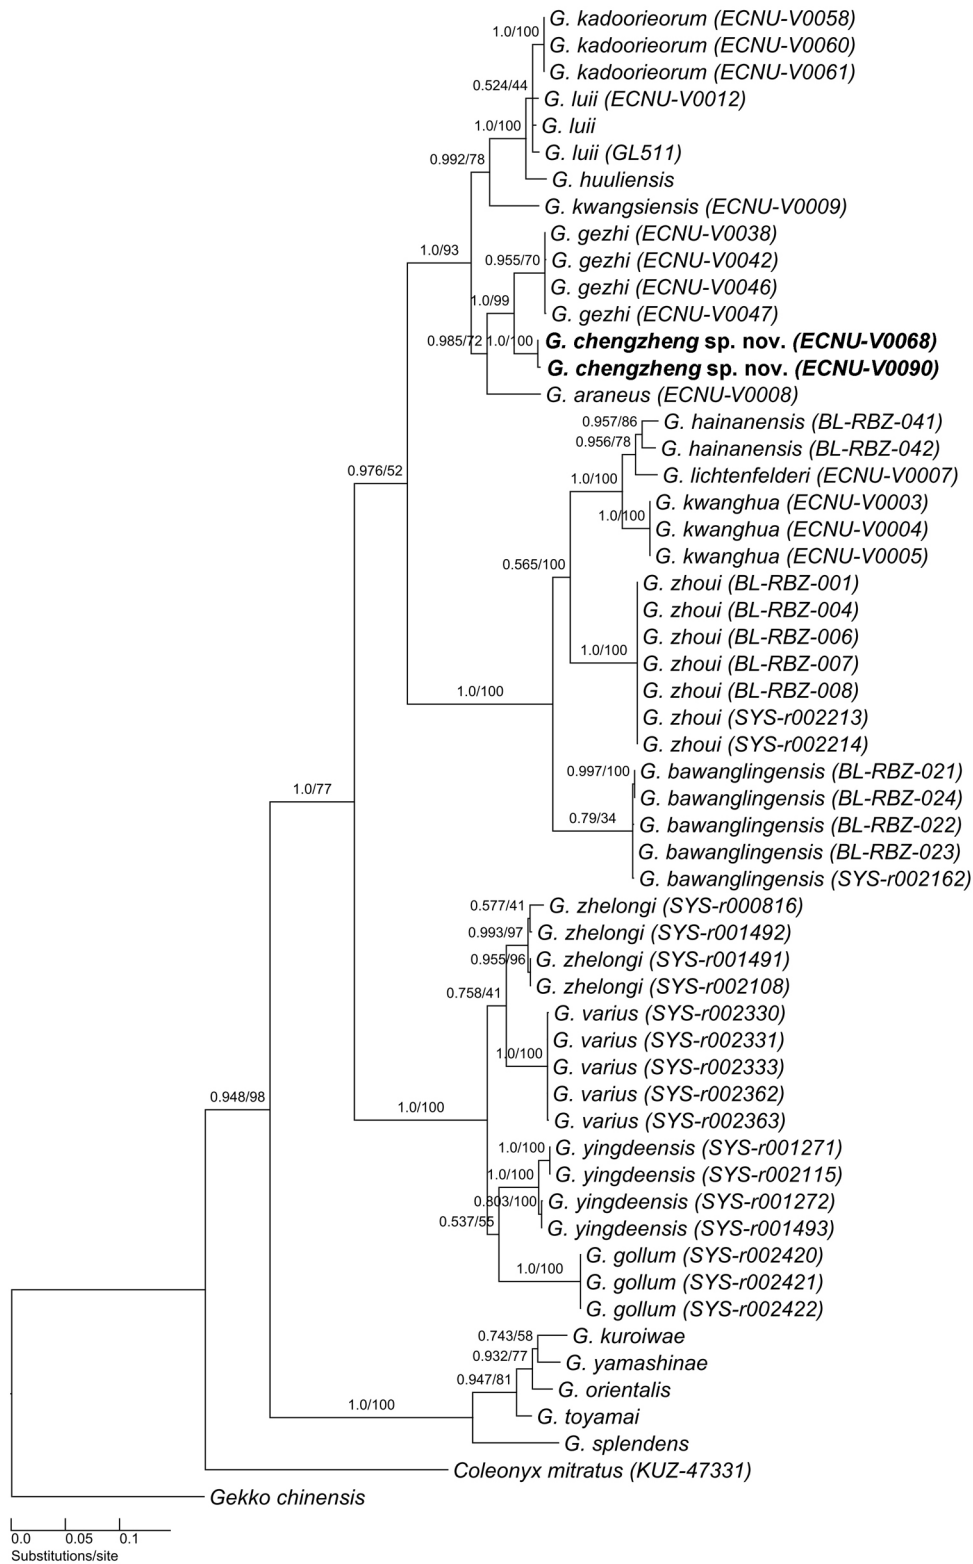 G. kadoorieorum (ECNU-V0058)
1.0/100
G. kadoorieorum (ECNU-V0060)
G. kadoorieorum (ECNU-V0061)
0.524/44
G. luii (ECNU-V0012)
1.0/100
G. luii
G. luii (GL511)
0.992/78
G. huuliensis
G. kwangsiensis (ECNU-V0009)
G. gezhi (ECNU-V0038)
1.0/93
0.955/70
G. gezhi (ECNU-V0042)
G. gezhi (ECNU-V0046)
1.0/99
G. gezhi (ECNU-V0047)
0.985/72
1.0/100
G. chengzheng sp. nov. (ECNU-V0068)
G. chengzheng sp. nov. (ECNU-V0090)
G. araneus (ECNU-V0008)
0.957/86
G. hainanensis (BL-RBZ-041)
0.956/78
G. hainanensis (BL-RBZ-042)
0.976/52
1.0/100
G. lichtenfelderi (ECNU-V0007)
G. kwanghua (ECNU-V0003)
1.0/100
G. kwanghua (ECNU-V0004)
G. kwanghua (ECNU-V0005)
0.565/100
G. zhoui (BL-RBZ-001)
G. zhoui (BL-RBZ-004)
G. zhoui (BL-RBZ-006)
1.0/100
G. zhoui (BL-RBZ-007)
1.0/100
G. zhoui (BL-RBZ-008)
G. zhoui (SYS-r002213)
G. zhoui (SYS-r002214)
0.997/100
G. bawanglingensis (BL-RBZ-021)
1.0/77
G. bawanglingensis (BL-RBZ-024)
0.79/34
G. bawanglingensis (BL-RBZ-022)
G. bawanglingensis (BL-RBZ-023)
G. bawanglingensis (SYS-r002162)
0.577/41
G. zhelongi (SYS-r000816)
0.993/97
G. zhelongi (SYS-r001492)
0.955/96
G. zhelongi (SYS-r001491)
G. zhelongi (SYS-r002108)
0.758/41
G. varius (SYS-r002330)
G. varius (SYS-r002331)
1.0/100
G. varius (SYS-r002333)
G. varius (SYS-r002362)
0.948/98
1.0/100
G. varius (SYS-r002363)
1.0/100
G. yingdeensis (SYS-r001271)
1.0/100
G. yingdeensis (SYS-r002115)
0.803/100
G. yingdeensis (SYS-r001272)
0.537/55
G. yingdeensis (SYS-r001493)
G. gollum (SYS-r002420)
1.0/100
G. gollum (SYS-r002421)
G. gollum (SYS-r002422)
0.743/58
G. kuroiwae
0.932/77
G. yamashinae
0.947/81
G. orientalis
1.0/100
G. toyamai
G. splendens
Coleonyx mitratus (KUZ-47331)
Gekko chinensis
0.0 0.05 0.1
Substitutions/site